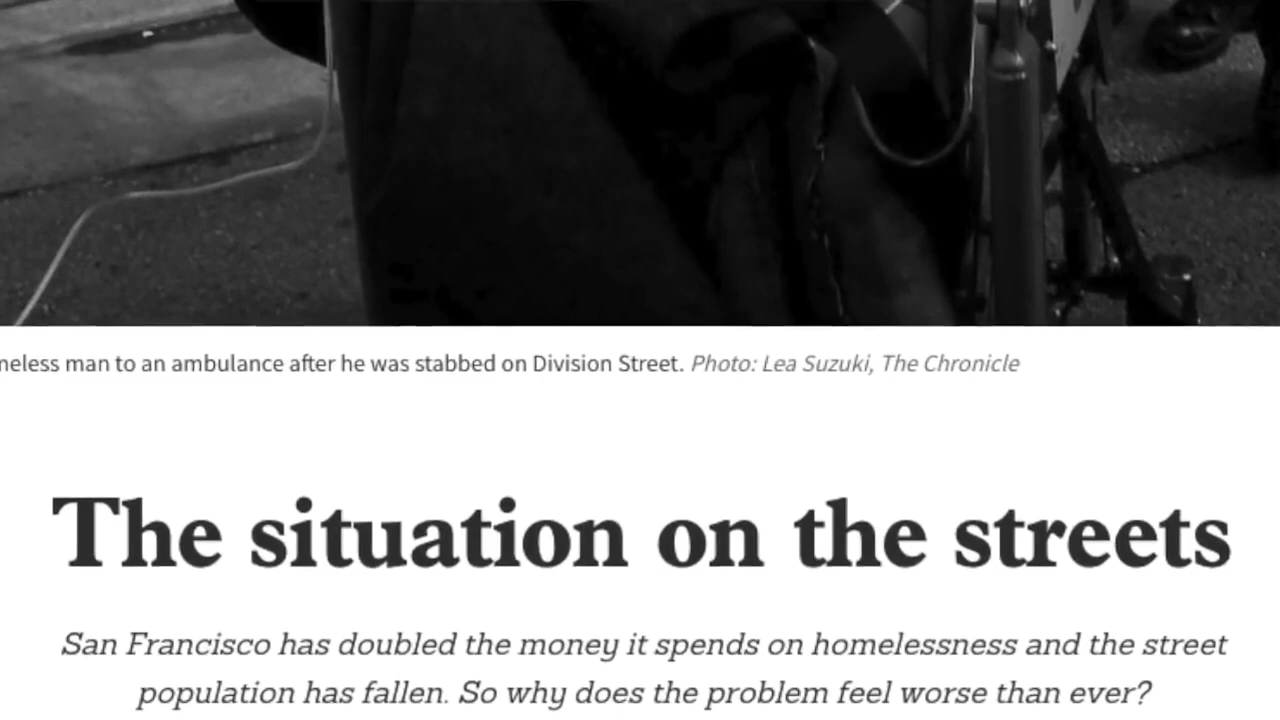 meless man to an ambulance after he was stabbed on Division Street. Photo: Lea Suzuki, The Chronicle
The situation on the streets
San Francisco has doubled the money it spends on homelessness and the street
population has fallen. So why does the problem feel worse than ever?